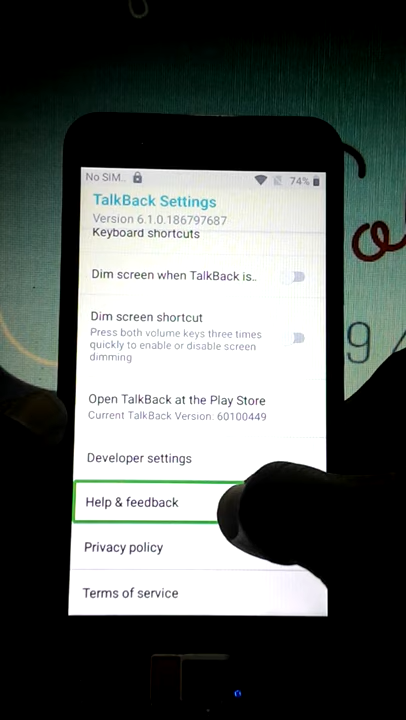 No SIM..
74%
TalkBack Settings
Version 6.1.0.186797687
Keyboard shortcuts
Dim screen when TalkBack is..
Dim screen shortcut
Press both volume keys three times
quickly to enable or disable screen
dimming
Open TalkBack at the Play Store
Current TalkBack Version: 60100449
Developer settings
Help & feedback
Privacy policy
Terms of service